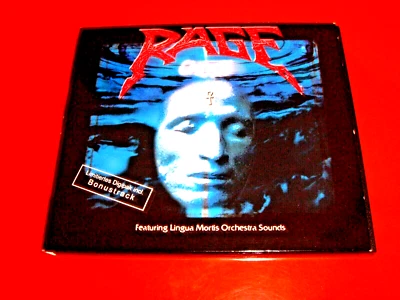 RAGE
Limitiertes Digipak incl.
Bonustrack
Featuring Lingua Mortis Orchestra Sounds